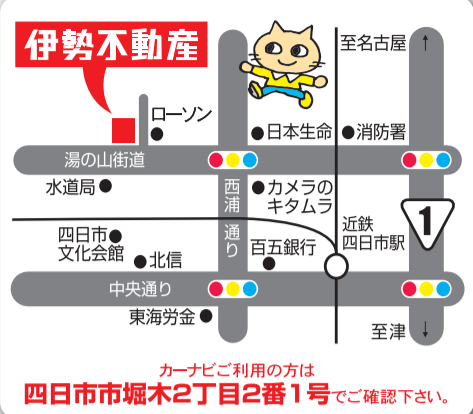 伊勢不動産
至名古屋
↑
ローソン
日本生命
消防署
湯の山街道
水道局
西浦通り
カメラの
キタムラ
1
近鉄
四日市駅
四日市
文化会館
北信
百五銀行
中央通り
東海労金
至津
↓
カーナビご利用の方は
四日市市堀木2丁目2番1号でご確認下さい。